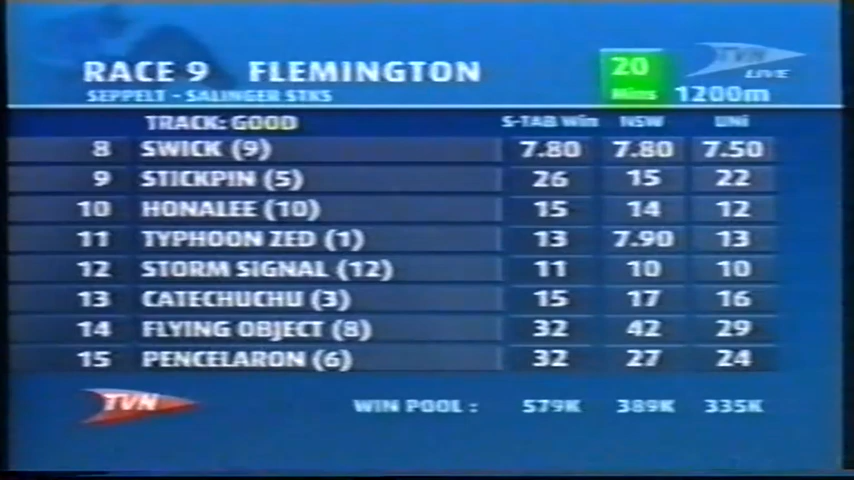 RACE 9 FLEMINGTON 20 TVN
Mins LIVE
SEPPELT - SALINGER STKS 1200m
TRACK: GOOD S-TAB Win NSW UNi
8 SWICK (9) 7.80 7.80 7.50
9 STICKPIN (5) 26 15 22
10 HONALEE (10) 15 14 12
11 TYPHOON ZED (1) 13 7.90 13
12 STORM SIGNAL (12) 11 10 10
13 CATECHUCHU (3) 15 17 16
14 FLYING OBJECT (8) 32 42 29
15 PENCELARON (6) 32 27 24
TVN WIN POOL : 579K 389K 335K